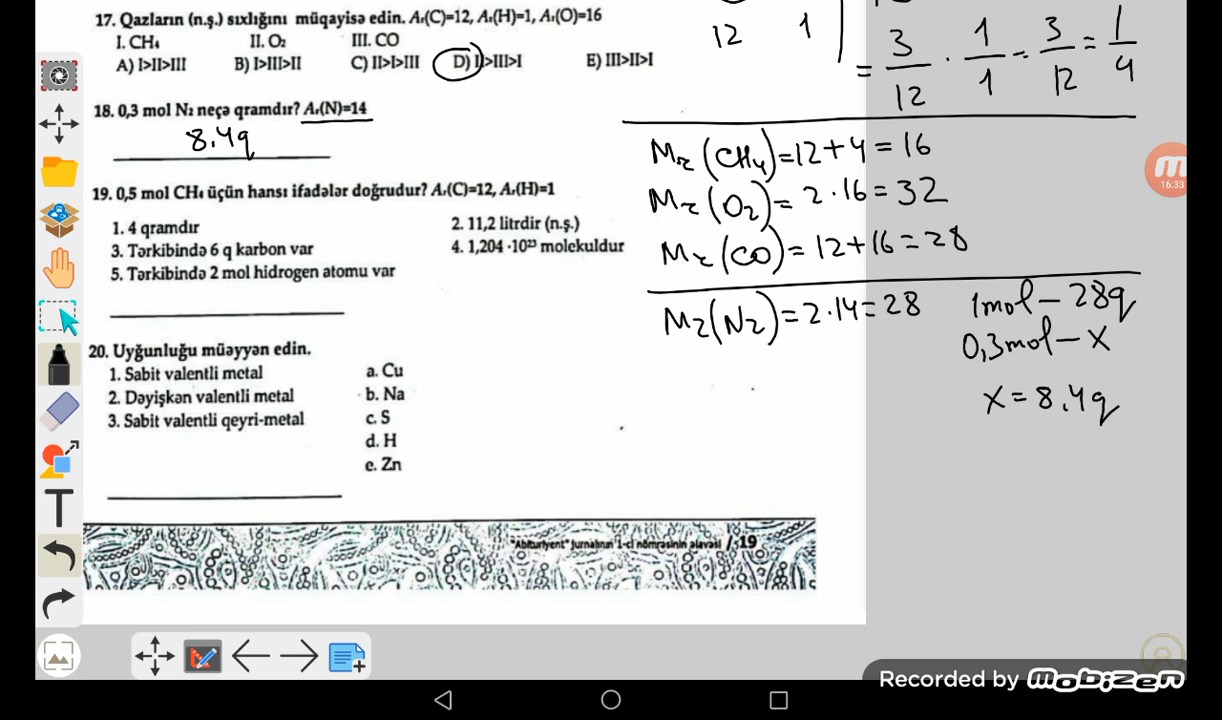 17. Qazların (n.ş.) sıxlığını müqayisə edin. Aᵣ(C)=12, Aᵣ(H)=1, Aᵣ(O)=16
I. CH₄ II. O₂ III. CO
A) I>II>III B) I>III>II C) II>I>III D) II>III>I E) III>II>I
18. 0,3 mol N₂ neçə qramdır? Aᵣ(N)=14
8.4q
19. 0,5 mol CH₄ üçün hansı ifadələr doğrudur? Aᵣ(C)=12, Aᵣ(H)=1
1. 4 qramdır 2. 11,2 litrdir (n.ş.)
3. Tərkibində 6 q karbon var 4. 1,204 ·10²³ molekuldur
5. Tərkibində 2 mol hidrogen atomu var
20. Uyğunluğu müəyyən edin.
1. Sabit valentli metal a. Cu
2. Dəyişkən valentli metal b. Na
3. Sabit valentli qeyri-metal c. S
d. H
e. Zn
"Abituriyent" jurnalının 1-ci nömrəsinin əlavəsi / 19
12 1
= 3/12 · 1/1 = 3/12 = 1/4
Mr(CH₄)=12+4=16
Mr(O₂)=2·16=32
Mr(CO)=12+16=28
Mr(N₂)=2·14=28
1mol–28q
0,3mol–x
x=8.4q
16:33
T
Recorded by mobizen